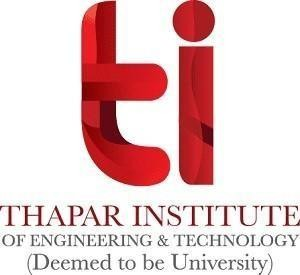 ti
THAPAR INSTITUTE
OF ENGINEERING & TECHNOLOGY
(Deemed to be University)